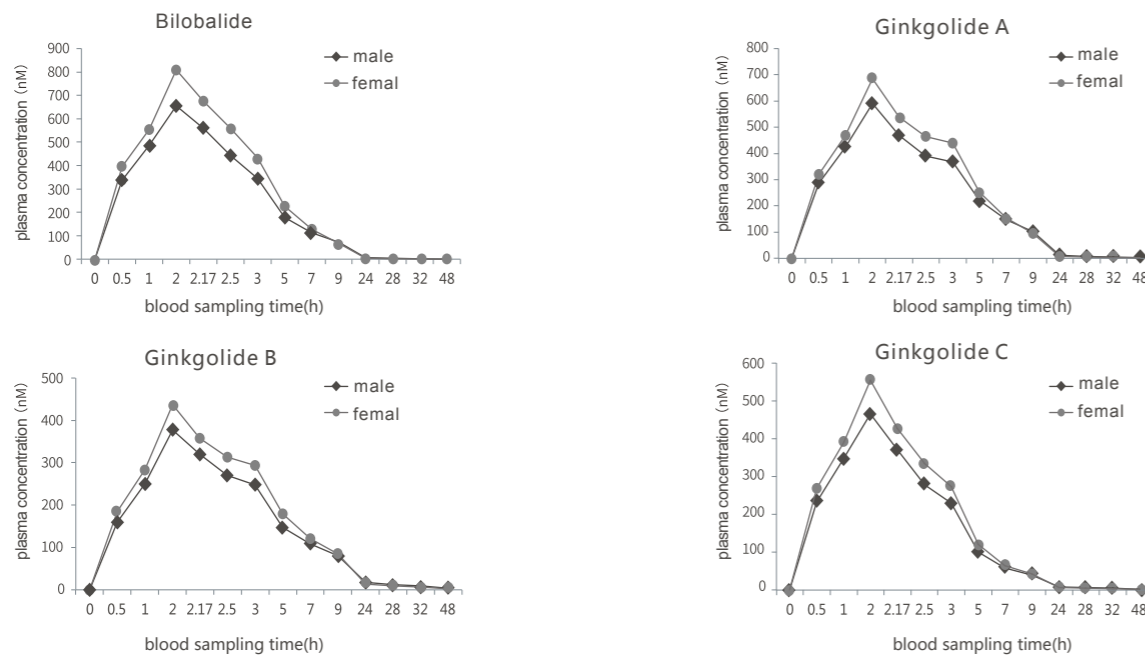 Bilobalide
male
femal
plasma concentration (nM)
900
800
700
600
500
400
300
200
100
0
0 0.5 1 2 2.17 2.5 3 5 7 9 24 28 32 48
blood sampling time(h)
Ginkgolide A
male
femal
plasma concentration (nM)
800
700
600
500
400
300
200
100
0
0 0.5 1 2 2.17 2.5 3 5 7 9 24 28 32 48
blood sampling time(h)
Ginkgolide B
male
femal
plasma concentration (nM)
500
400
300
200
100
0
0 0.5 1 2 2.17 2.5 3 5 7 9 24 28 32 48
blood sampling time(h)
Ginkgolide C
male
femal
plasma concentration (nM)
600
500
400
300
200
100
0
0 0.5 1 2 2.17 2.5 3 5 7 9 24 28 32 48
blood sampling time(h)